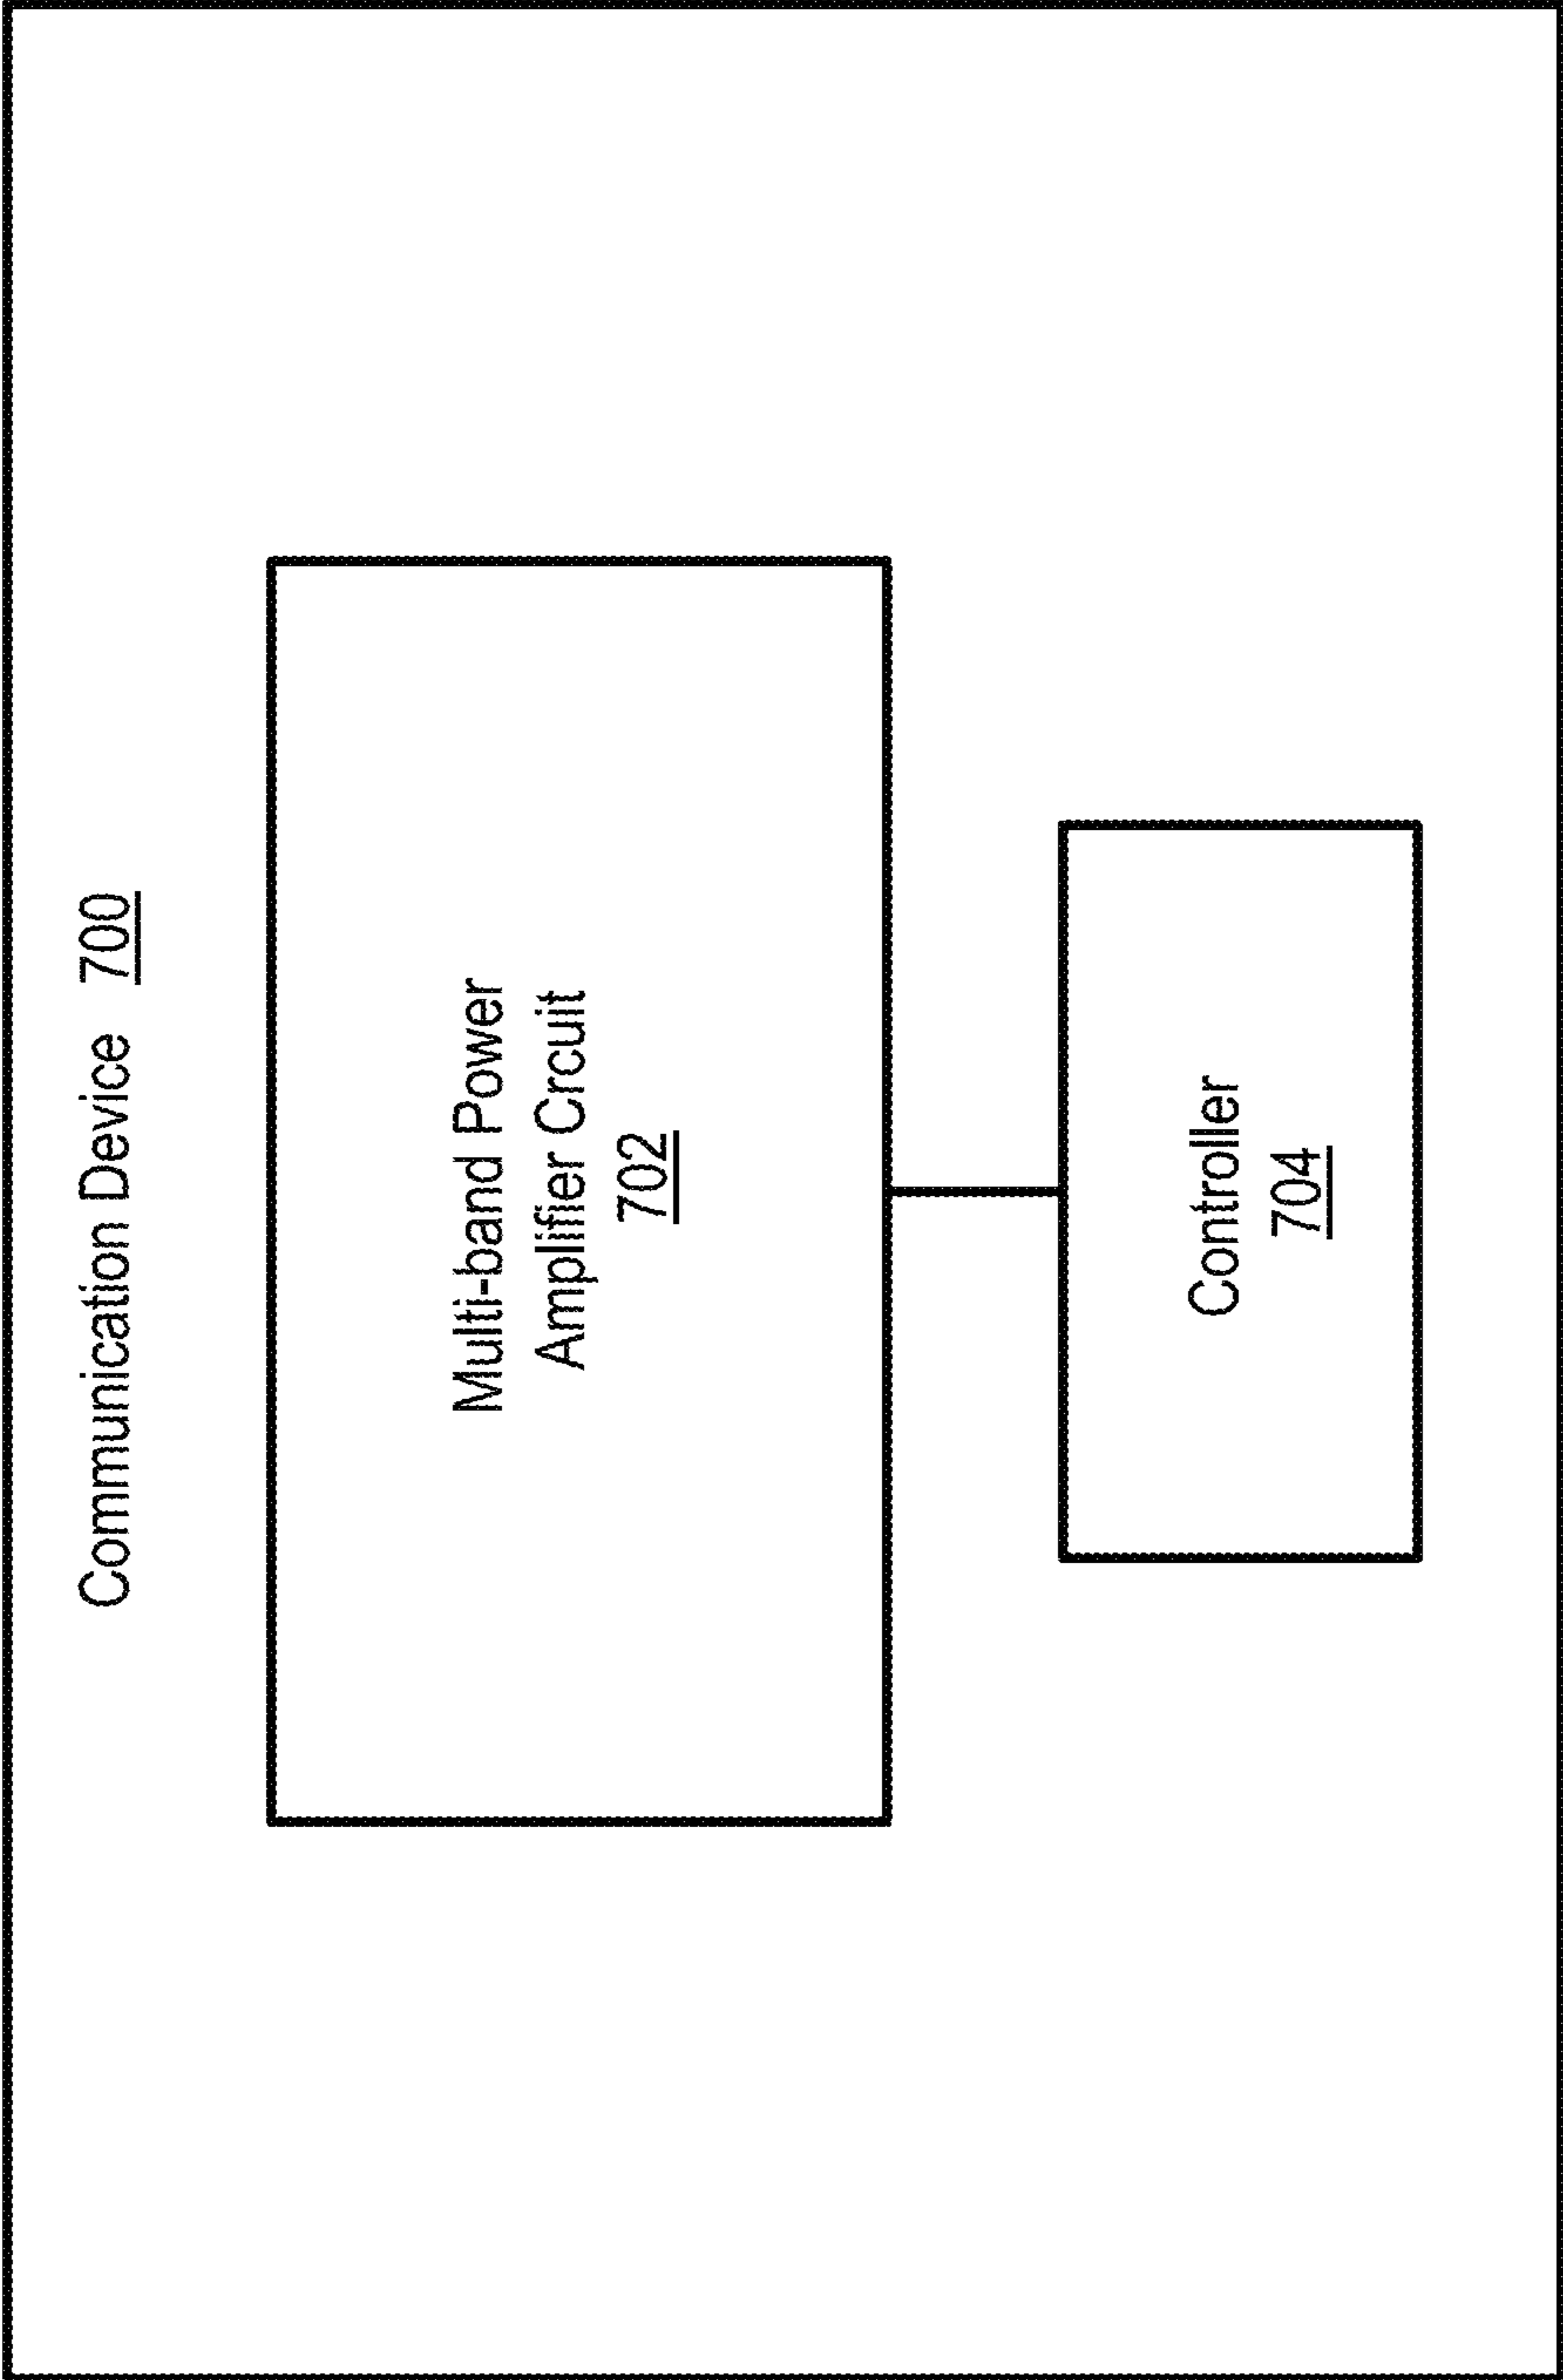 Communication Device 700
Multi-band Power
Amplifier Crcuit
702
Controller
704